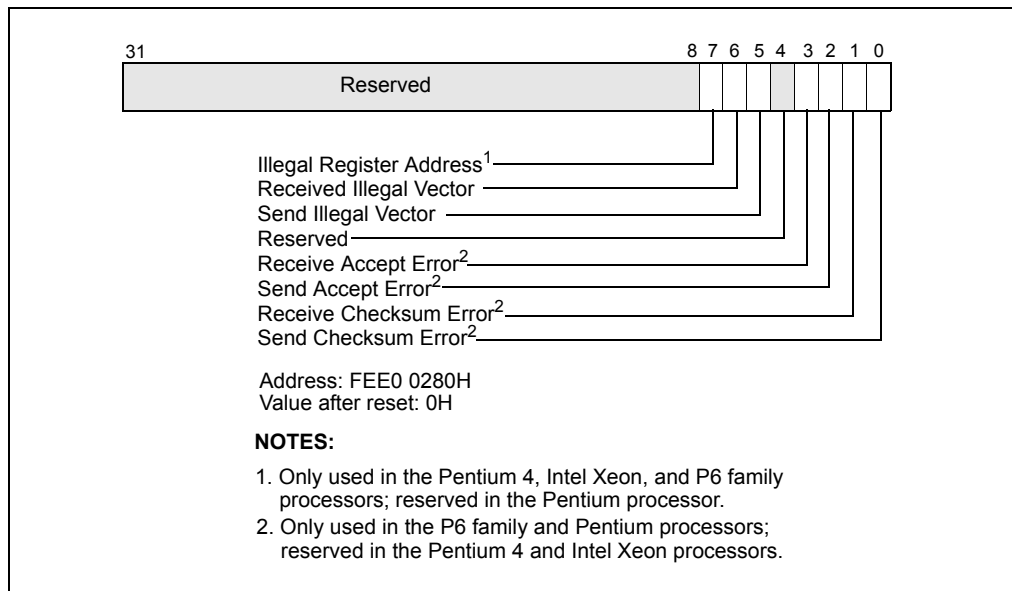 31 8 7 6 5 4 3 2 1 0
Reserved
Illegal Register Address1
Received Illegal Vector
Send Illegal Vector
Reserved
Receive Accept Error2
Send Accept Error2
Receive Checksum Error2
Send Checksum Error2
Address: FEE0 0280H
Value after reset: 0H
NOTES:
1. Only used in the Pentium 4, Intel Xeon, and P6 family
processors; reserved in the Pentium processor.
2. Only used in the P6 family and Pentium processors;
reserved in the Pentium 4 and Intel Xeon processors.